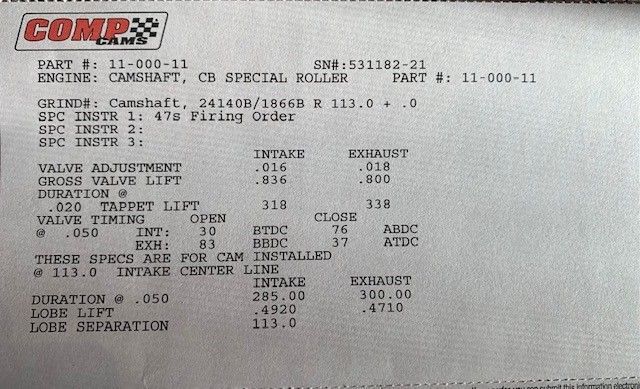 COMP
CAMS
PART #: 11-000-11 SN#:531182-21
ENGINE: CAMSHAFT, CB SPECIAL ROLLER PART #: 11-000-11
GRIND#: Camshaft, 24140B/1866B R 113.0 + .0
SPC INSTR 1: 47s Firing Order
SPC INSTR 2:
SPC INSTR 3:
INTAKE EXHAUST
VALVE ADJUSTMENT .016 .018
GROSS VALVE LIFT .836 .800
DURATION @
.020 TAPPET LIFT 318 338
VALVE TIMING OPEN CLOSE
@ .050 INT: 30 BTDC 76 ABDC
EXH: 83 BBDC 37 ATDC
THESE SPECS ARE FOR CAM INSTALLED
@ 113.0 INTAKE CENTER LINE
INTAKE EXHAUST
DURATION @ .050 285.00 300.00
LOBE LIFT .4920 .4710
LOBE SEPARATION 113.0